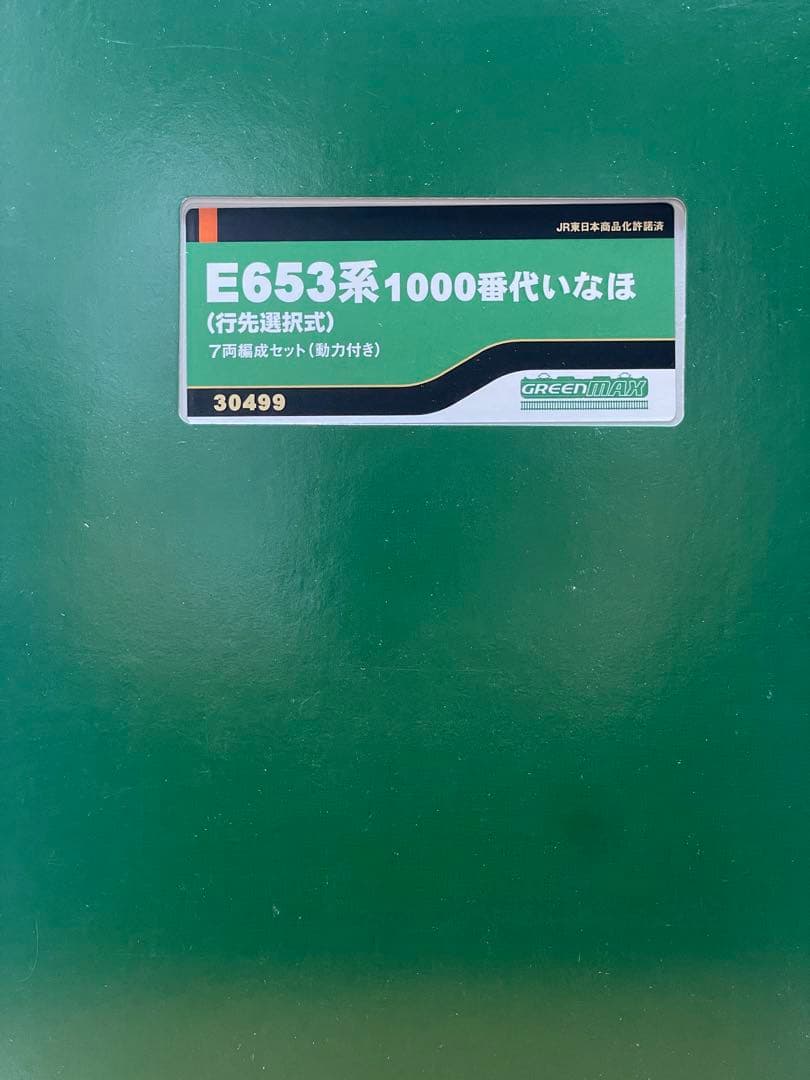 JR東日本商品化許諾済
E653系1000番代いなほ
(行先選択式)
7両編成セット(動力付き)
30499
GREENMAX